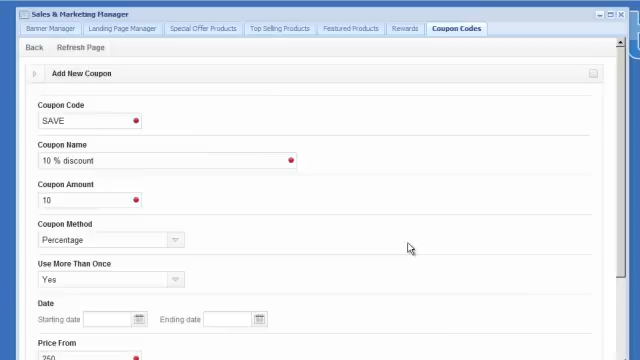 Sales & Marketing Manager
Banner Manager Landing Page Manager Special Offer Products Top Selling Products Featured Products Rewards Coupon Codes
Back Refresh Page
Add New Coupon
Coupon Code
SAVE
Coupon Name
10 % discount
Coupon Amount
10
Coupon Method
Percentage
Use More Than Once
Yes
Date
Starting date Ending date
Price From
250